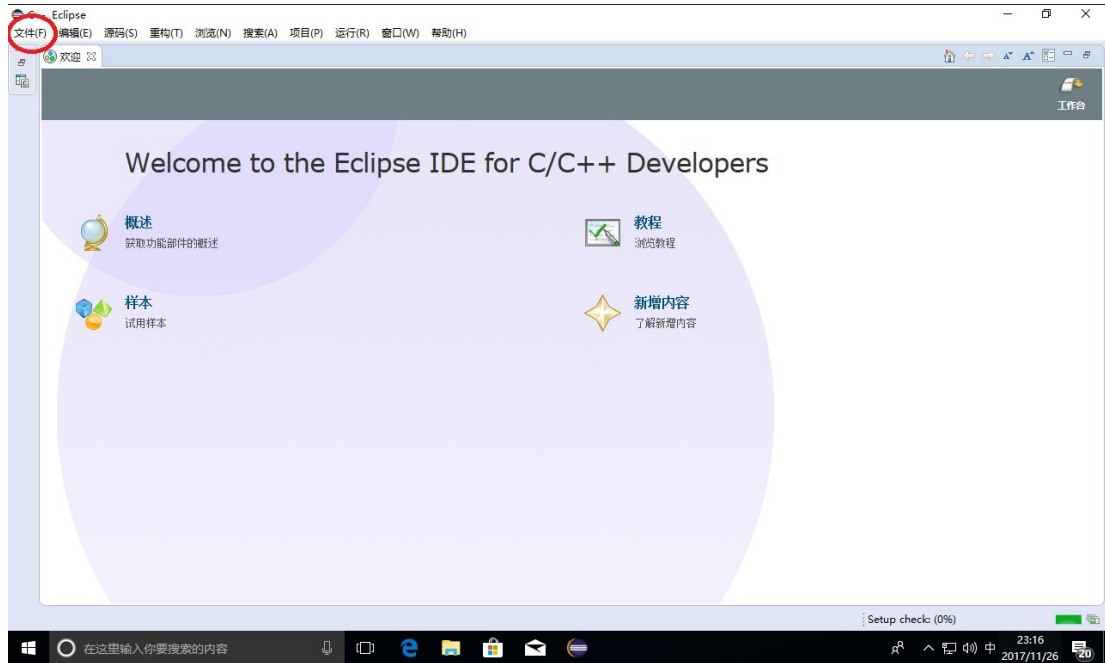 C++ - Eclipse
文件(F) 编辑(E) 源码(S) 重构(T) 浏览(N) 搜索(A) 项目(P) 运行(R) 窗口(W) 帮助(H)
欢迎
工作台
Welcome to the Eclipse IDE for C/C++ Developers
概述
获取功能部件的概述
教程
浏览教程
样本
试用样本
新增内容
了解新增内容
Setup check: (0%)
在这里输入你要搜索的内容
中
23:16
2017/11/26
20